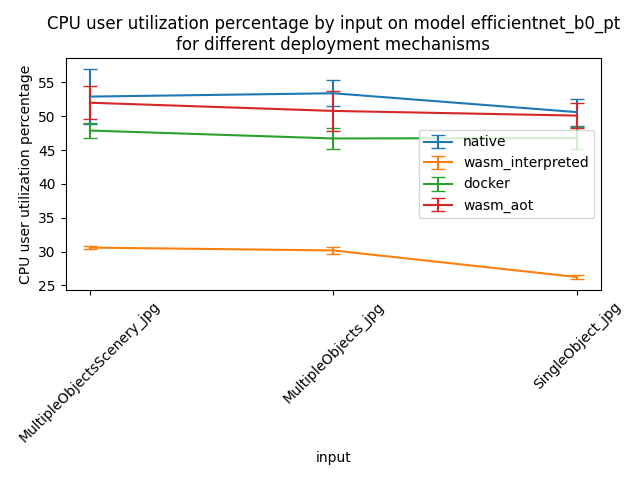 CPU user utilization percentage by input on model efficientnet_b0_pt
for different deployment mechanisms
CPU user utilization percentage
55
50
45
40
35
30
25
native
wasm_interpreted
docker
wasm_aot
MultipleObjectsScenery_jpg
MultipleObjects_jpg
SingleObject_jpg
input